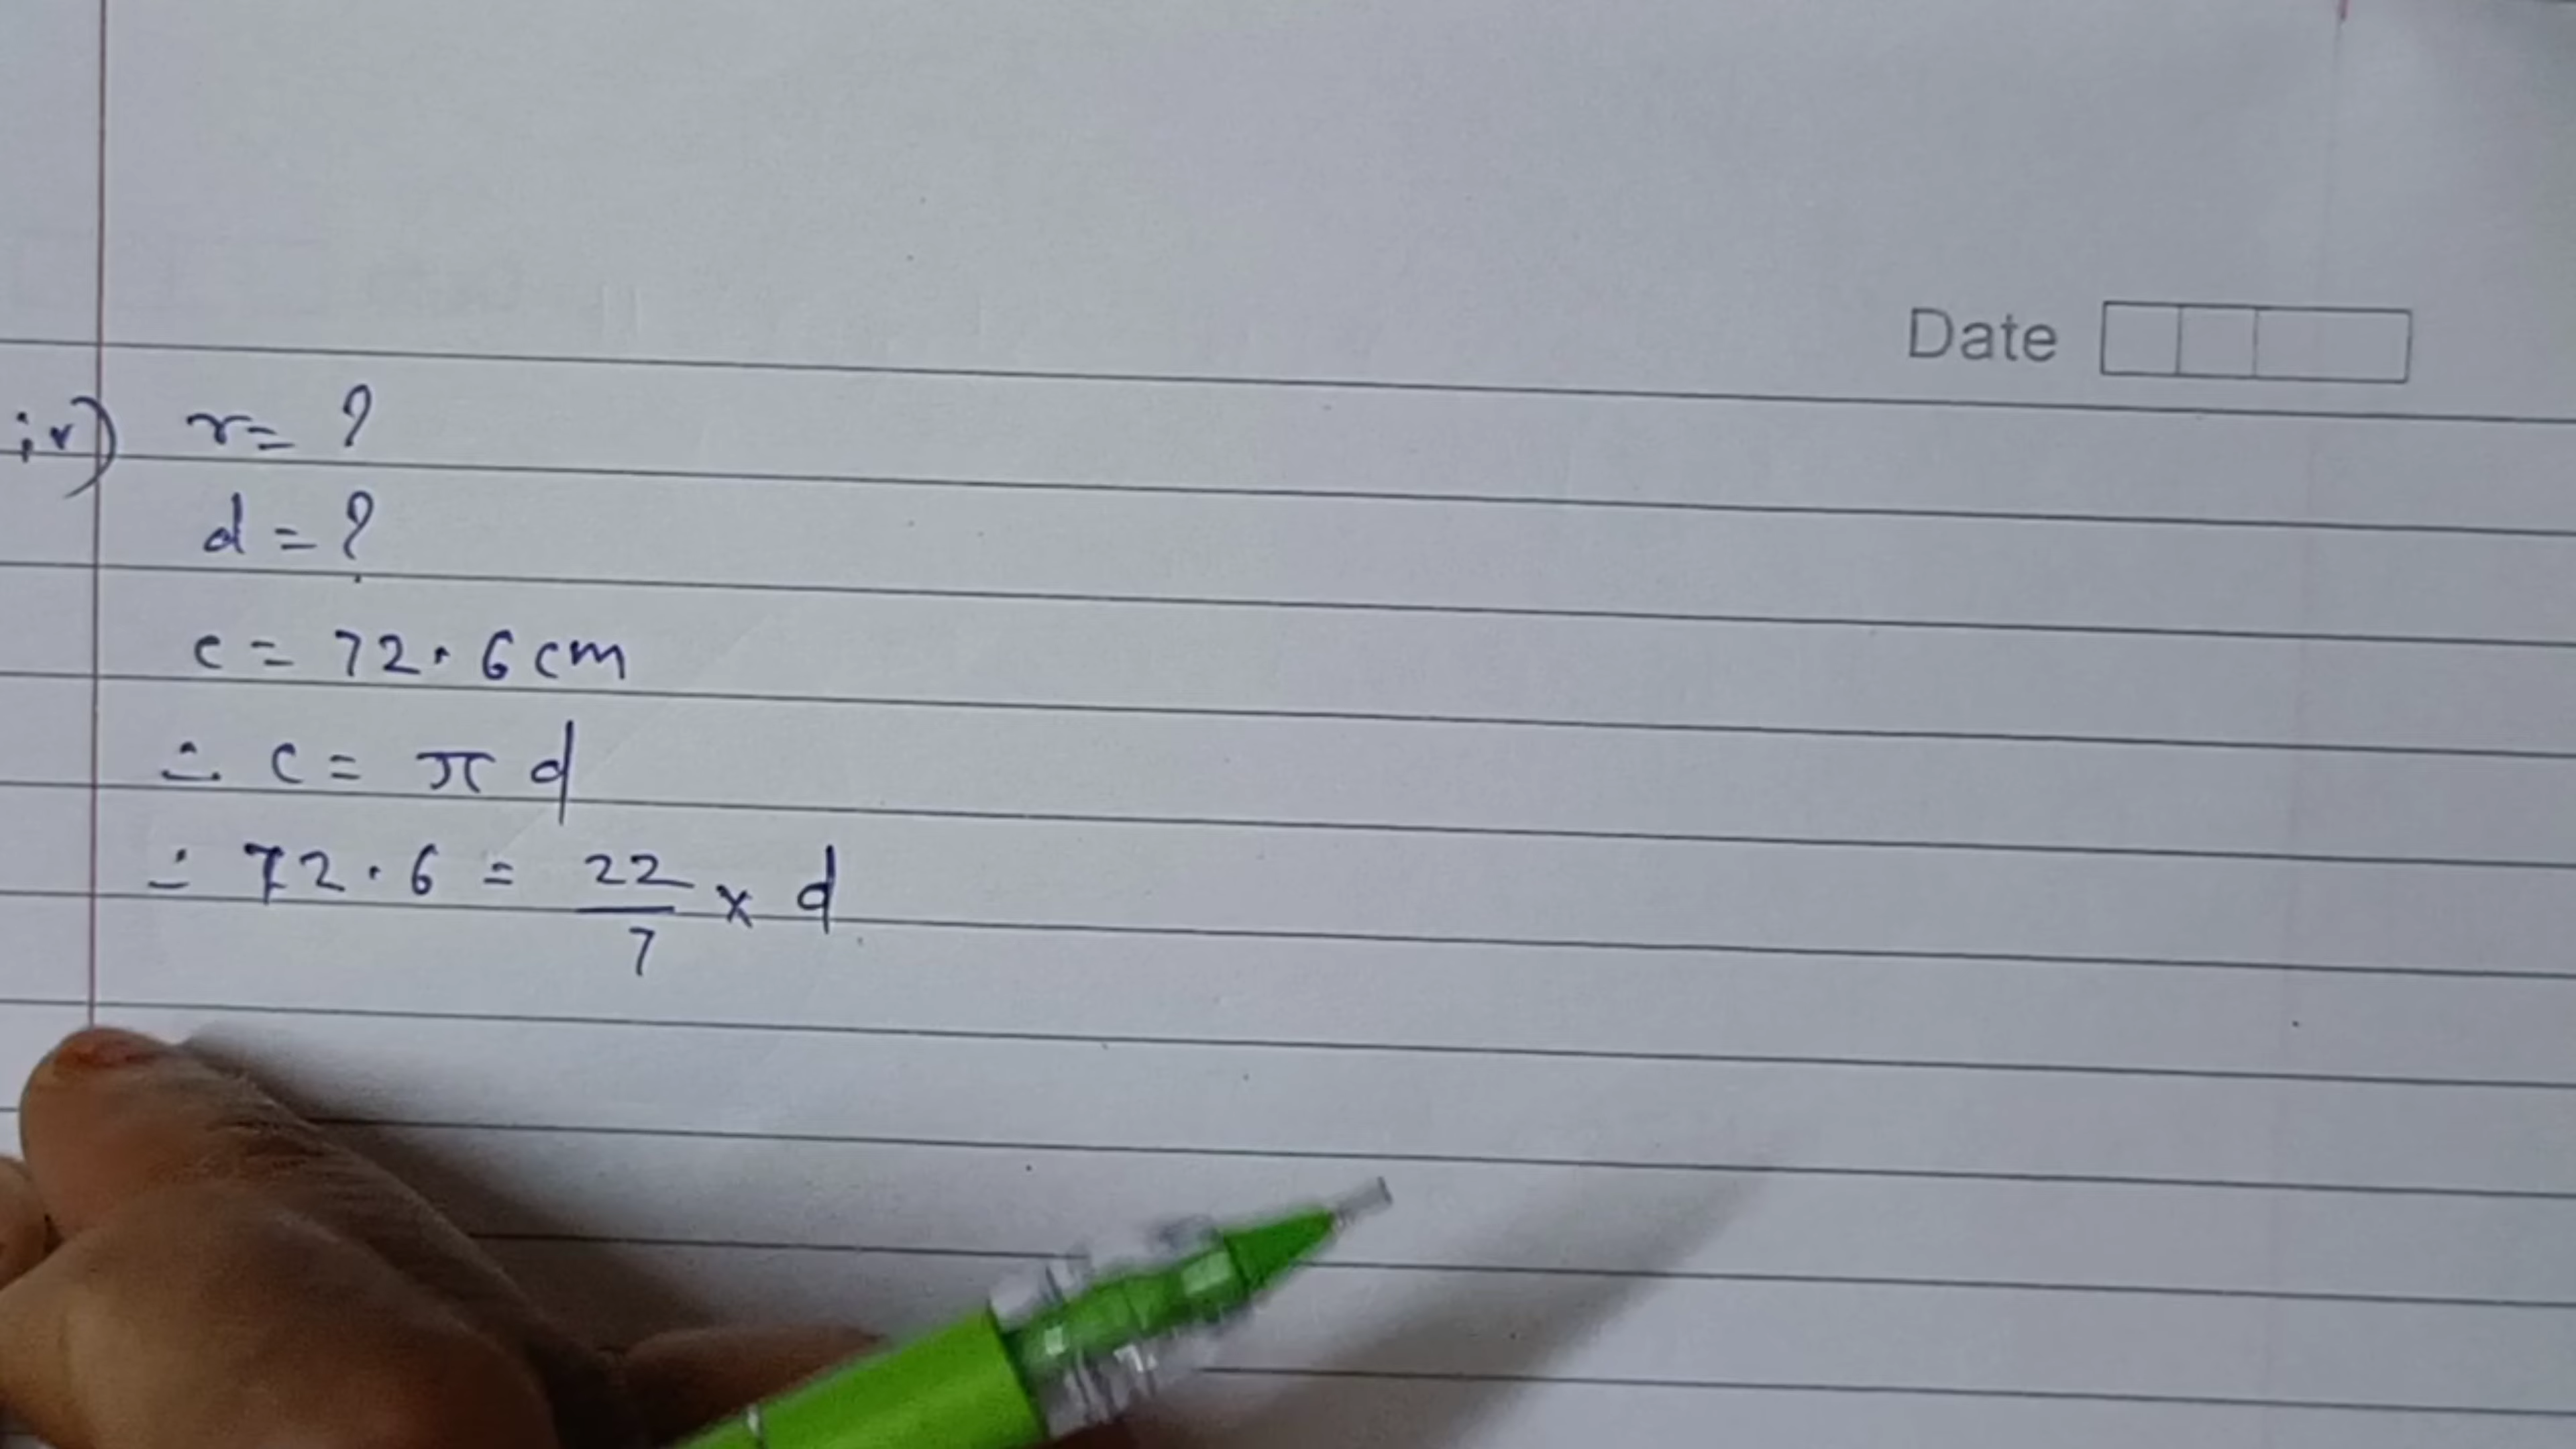 Date
iv) r = ?
d = ?
c = 72.6 cm
∴ c = π d
∴ 72.6 = 22/7 × d